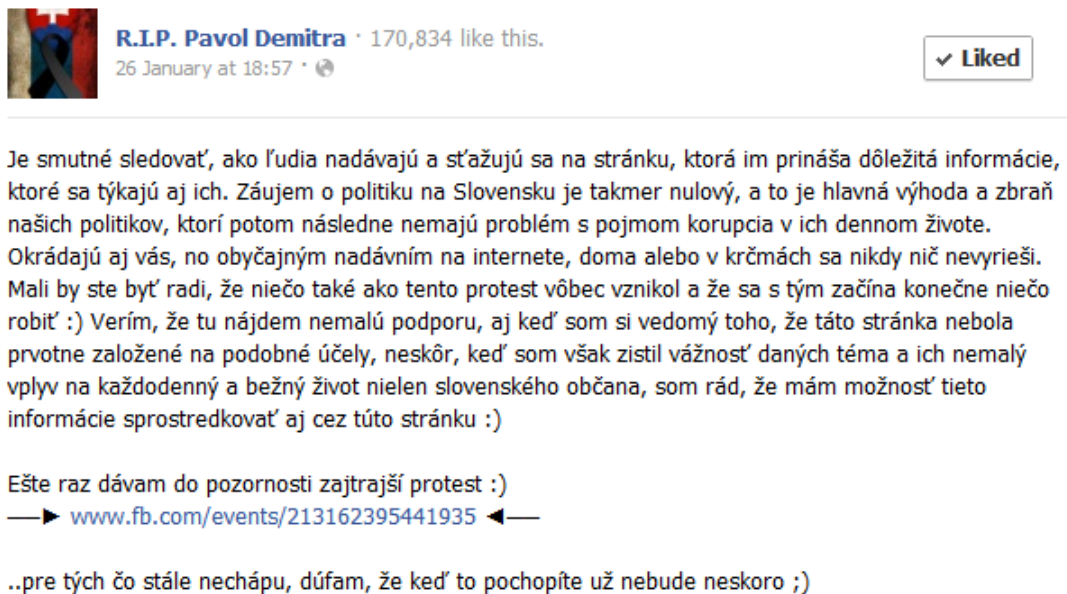 R.I.P. Pavol Demitra · 170,834 like this.
26 January at 18:57 ·
✓ Liked
Je smutné sledovať, ako ľudia nadávajú a sťažujú sa na stránku, ktorá im prináša dôležitá informácie,
ktoré sa týkajú aj ich. Záujem o politiku na Slovensku je takmer nulový, a to je hlavná výhoda a zbraň
našich politikov, ktorí potom následne nemajú problém s pojmom korupcia v ich dennom živote.
Okrádajú aj vás, no obyčajným nadávním na internete, doma alebo v krčmách sa nikdy nič nevyrieši.
Mali by ste byť radi, že niečo také ako tento protest vôbec vznikol a že sa s tým začína konečne niečo
robiť :) Verím, že tu nájdem nemalú podporu, aj keď som si vedomý toho, že táto stránka nebola
prvotne založené na podobné účely, neskôr, keď som však zistil vážnosť daných téma a ich nemalý
vplyv na každodenný a bežný život nielen slovenského občana, som rád, že mám možnosť tieto
informácie sprostredkovať aj cez túto stránku :)
Ešte raz dávam do pozornosti zajtrajší protest :)
──► www.fb.com/events/213162395441935 ◄──
..pre tých čo stále nechápu, dúfam, že keď to pochopíte už nebude neskoro ;)